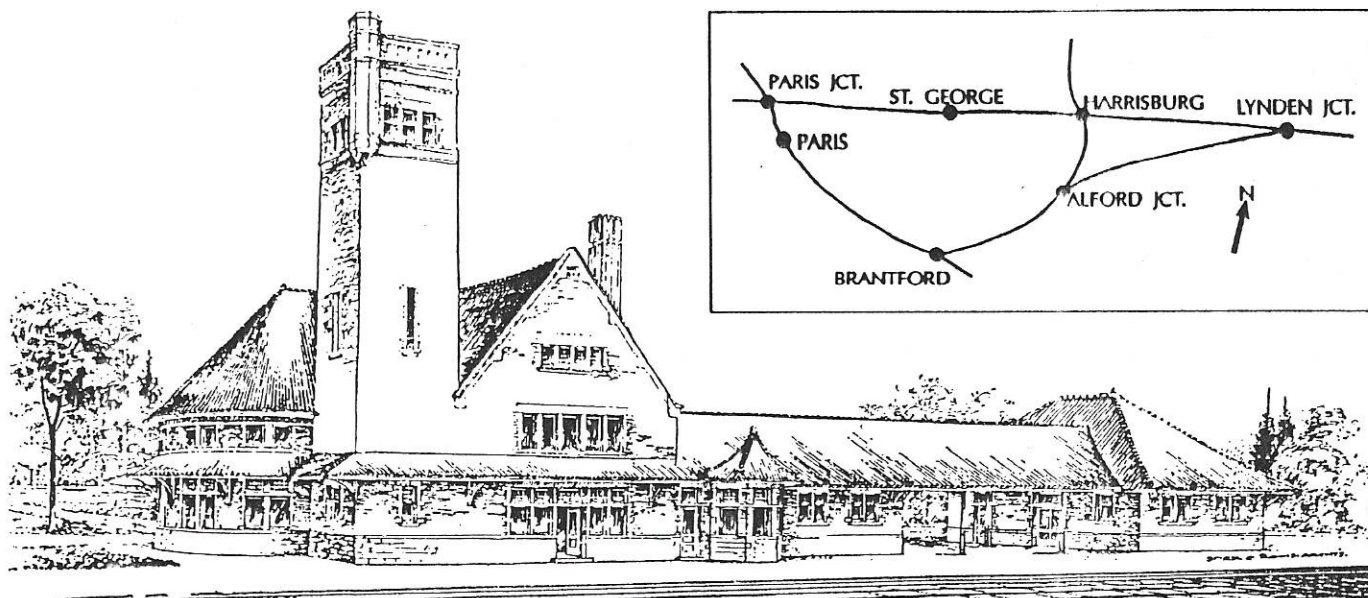 PARIS JCT.
ST. GEORGE
HARRISBURG
LYNDEN JCT.
PARIS
ALFORD JCT.
N
BRANTFORD